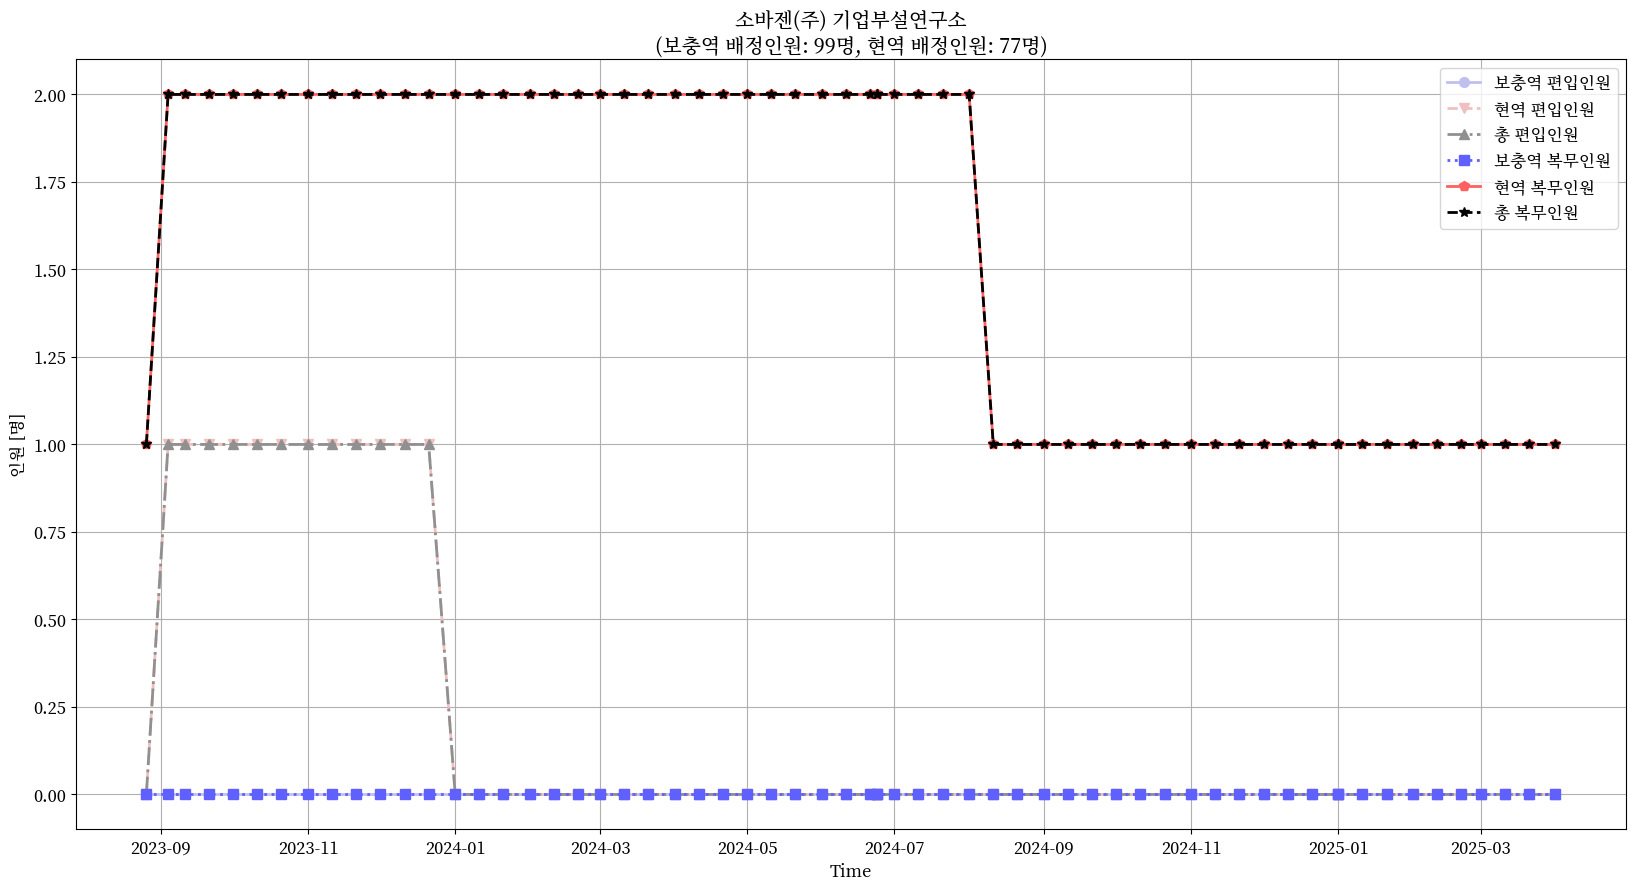 소바젠(주) 기업부설연구소
(보충역 배정인원: 99명, 현역 배정인원: 77명)
보충역 편입인원
현역 편입인원
총 편입인원
보충역 복무인원
현역 복무인원
총 복무인원
인원 [명]
2.00
1.75
1.50
1.25
1.00
0.75
0.50
0.25
0.00
2023-09 2023-11 2024-01 2024-03 2024-05 2024-07 2024-09 2024-11 2025-01 2025-03
Time